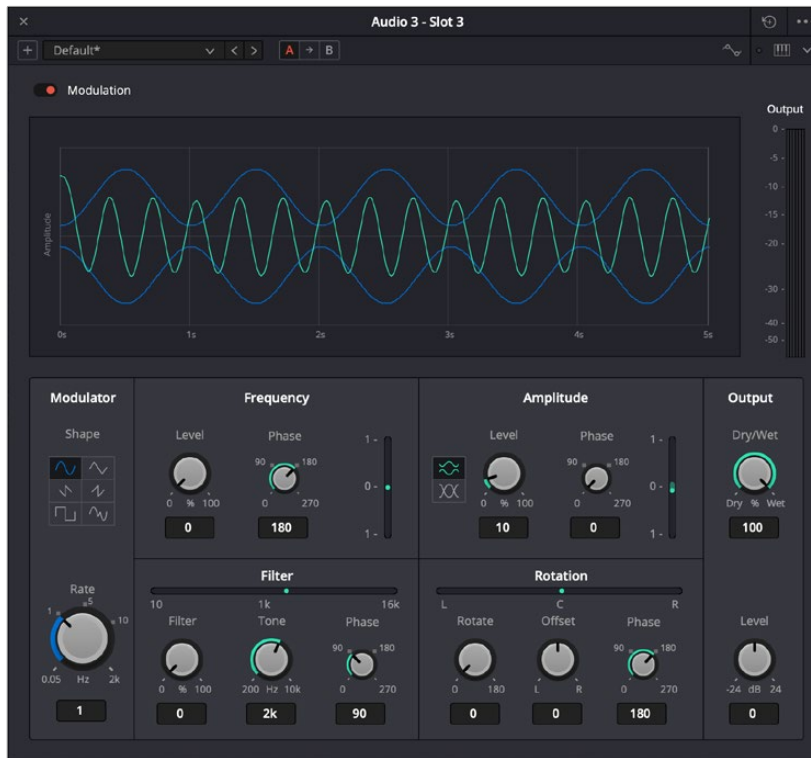 Audio 3 - Slot 3
Default*
A
B
Modulation
Output
0 -
-5 -
-10 -
-15 -
-20 -
-30 -
-40 -
-50 -
Amplitude
0s 1s 2s 3s 4s 5s
Modulator
Shape
Rate
1 5 10
0.05 Hz 2k
1
Frequency
Level Phase
90 180
0 % 100 0 270
0 180
1 -
0 -
1 -
Amplitude
Level Phase
90 180
0 % 100 0 270
10 0
1 -
0 -
1 -
Output
Dry/Wet
Dry % Wet
100
Filter
10 1k 16k
Filter Tone Phase
90 180
0 % 100 200 Hz 10k 0 270
0 2k 90
Rotation
L C R
Rotate Offset Phase
90 180
0 180 L R 0 270
0 0 180
Level
-24 dB 24
0